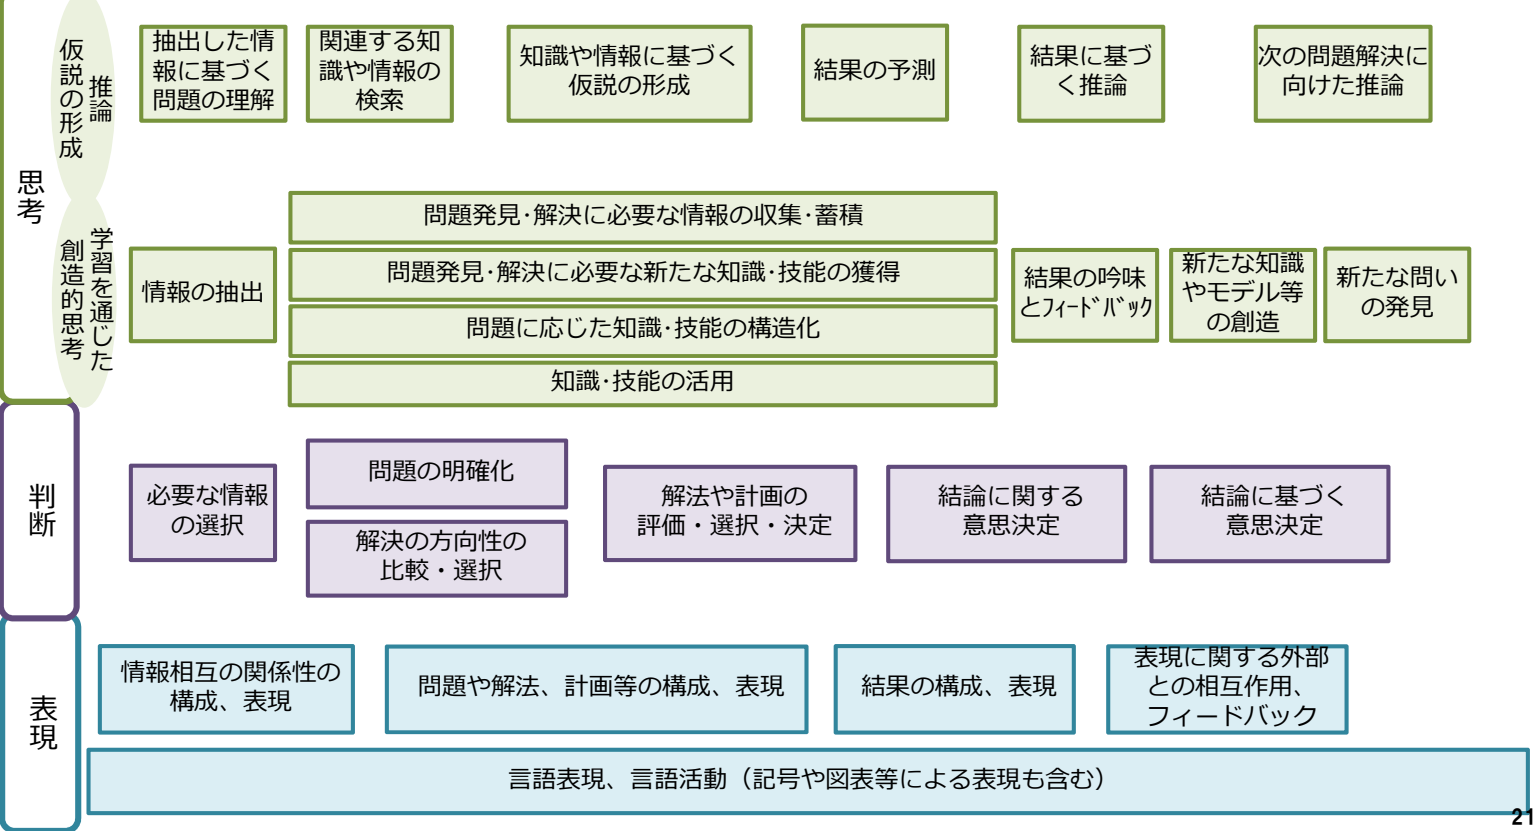 思考
仮説の形成
推論
抽出した情
報に基づく
問題の理解
関連する知
識や情報の
検索
知識や情報に基づく
仮説の形成
結果の予測
結果に基づ
く推論
次の問題解決に
向けた推論
学習を通じた
創造的思考
情報の抽出
問題発見･解決に必要な情報の収集･蓄積
問題発見･解決に必要な新たな知識･技能の獲得
問題に応じた知識･技能の構造化
知識･技能の活用
結果の吟味
とﾌｨｰﾄﾞﾊﾞｯｸ
新たな知識
やモデル等
の創造
新たな問い
の発見
判断
必要な情報
の選択
問題の明確化
解決の方向性の
比較・選択
解法や計画の
評価・選択・決定
結論に関する
意思決定
結論に基づく
意思決定
表現
情報相互の関係性の
構成、表現
問題や解法、計画等の構成、表現
結果の構成、表現
表現に関する外部
との相互作用、
フィードバック
言語表現、言語活動（記号や図表等による表現も含む）
21